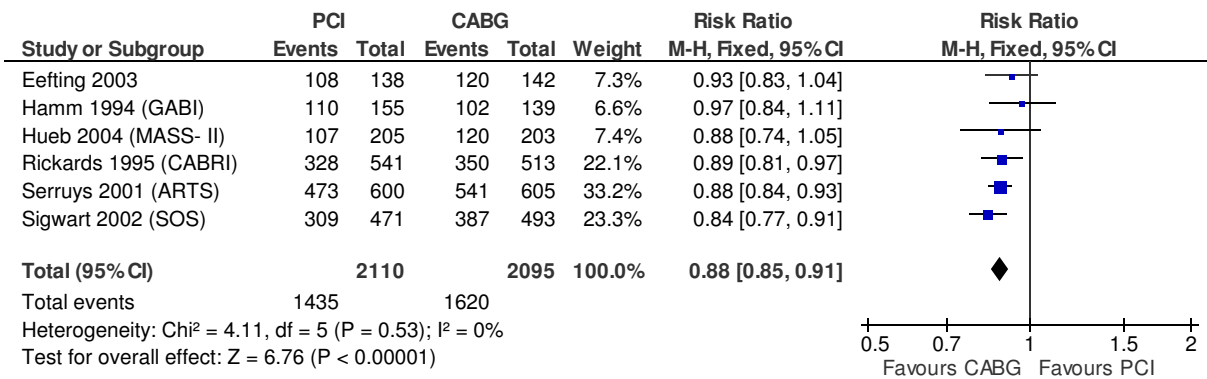 PCI CABG Risk Ratio Risk Ratio
Study or Subgroup Events Total Events Total Weight M-H, Fixed, 95% CI M-H, Fixed, 95% CI
Eefting 2003 108 138 120 142 7.3% 0.93 [0.83, 1.04]
Hamm 1994 (GABI) 110 155 102 139 6.6% 0.97 [0.84, 1.11]
Hueb 2004 (MASS- II) 107 205 120 203 7.4% 0.88 [0.74, 1.05]
Rickards 1995 (CABRI) 328 541 350 513 22.1% 0.89 [0.81, 0.97]
Serruys 2001 (ARTS) 473 600 541 605 33.2% 0.88 [0.84, 0.93]
Sigwart 2002 (SOS) 309 471 387 493 23.3% 0.84 [0.77, 0.91]
Total (95% CI) 2110 2095 100.0% 0.88 [0.85, 0.91]
Total events 1435 1620
Heterogeneity: Chi² = 4.11, df = 5 (P = 0.53); I² = 0%
Test for overall effect: Z = 6.76 (P < 0.00001)
0.5 0.7 1 1.5 2
Favours CABG Favours PCI